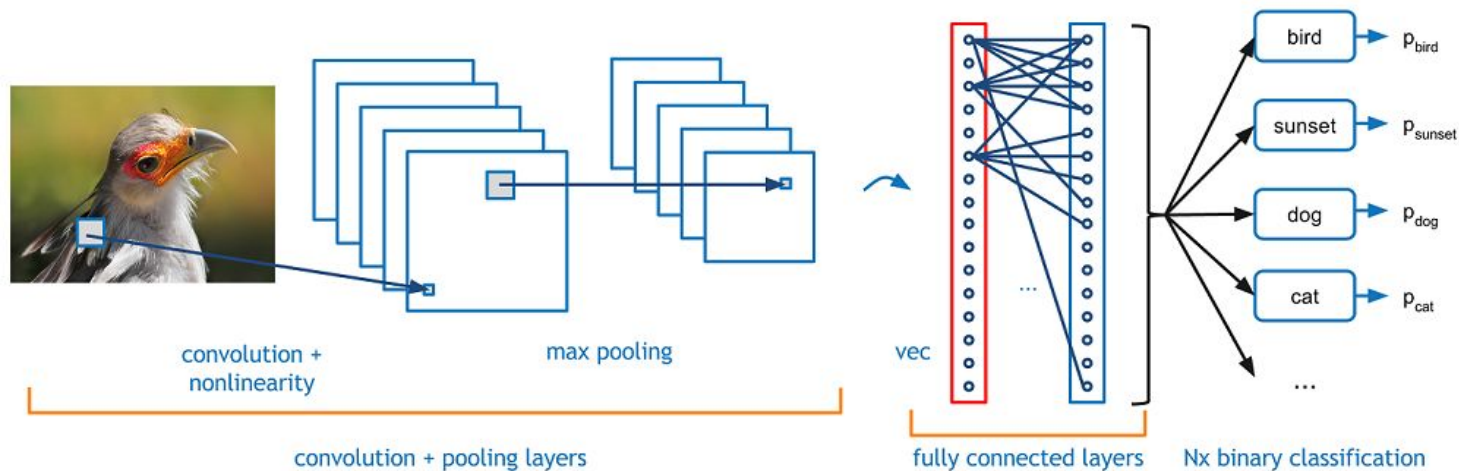 bird
p_bird
sunset
p_sunset
dog
p_dog
cat
p_cat
...
...
convolution +
nonlinearity
max pooling
vec
convolution + pooling layers
fully connected layers
Nx binary classification